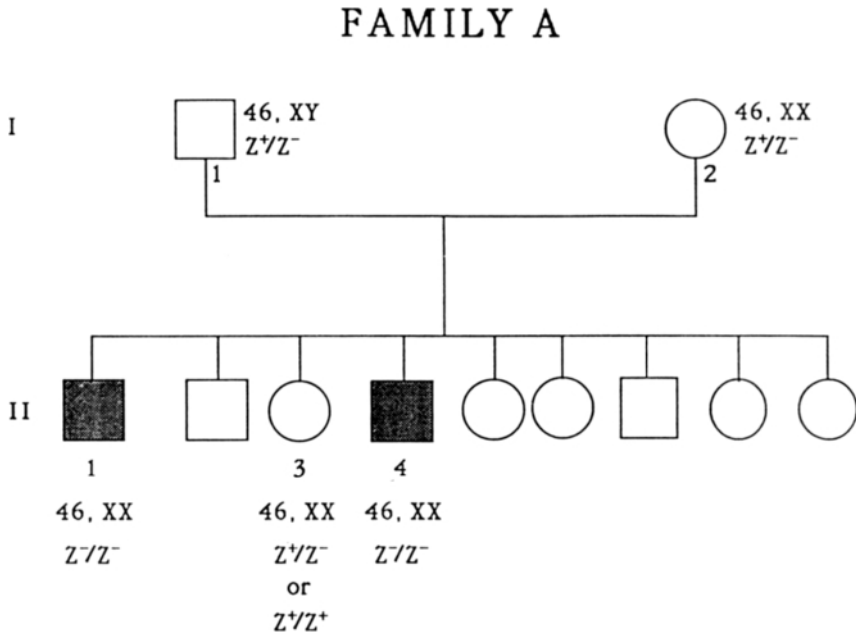 FAMILY A
I
46, XY
Z⁺/Z⁻
1
46, XX
Z⁺/Z⁻
2
II
1
3
4
46, XX
46, XX
46, XX
Z⁻/Z⁻
Z⁺/Z⁻
Z⁻/Z⁻
or
Z⁺/Z⁺